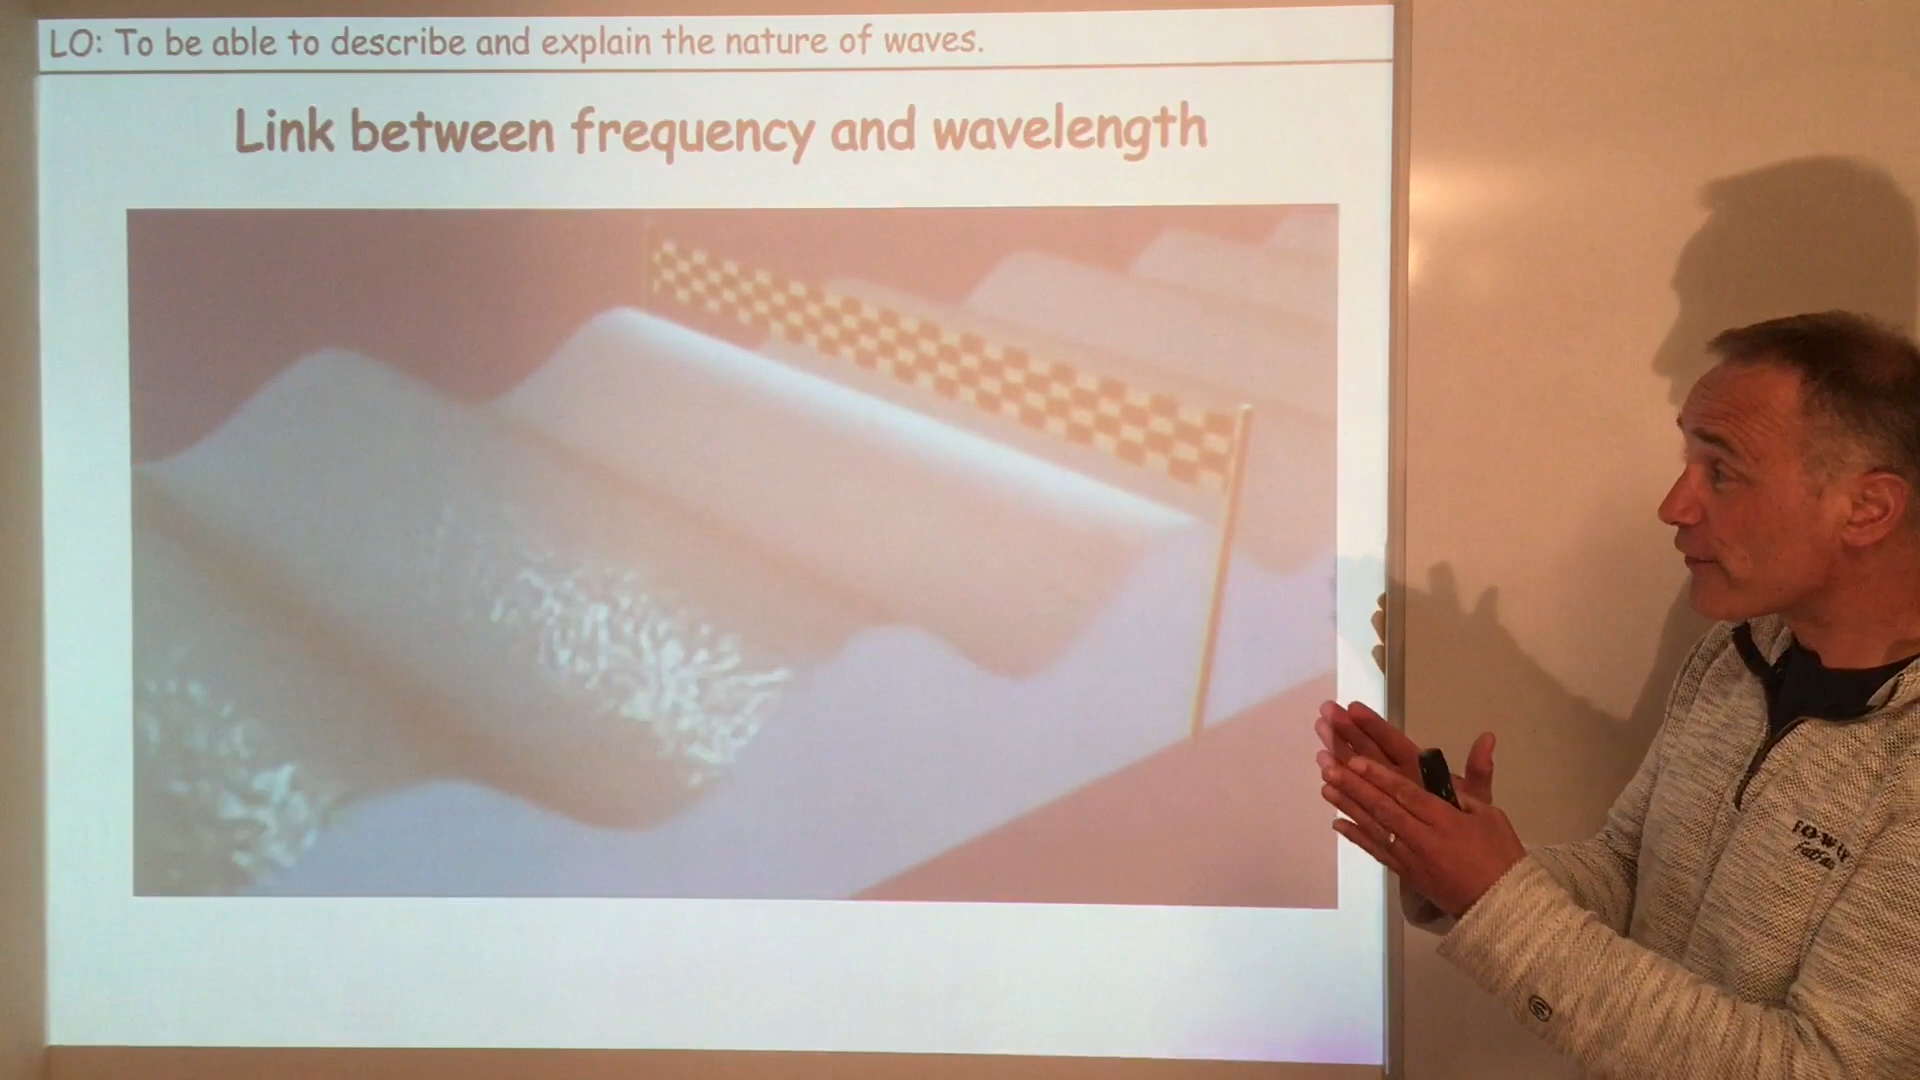 LO: To be able to describe and explain the nature of waves.
Link between frequency and wavelength